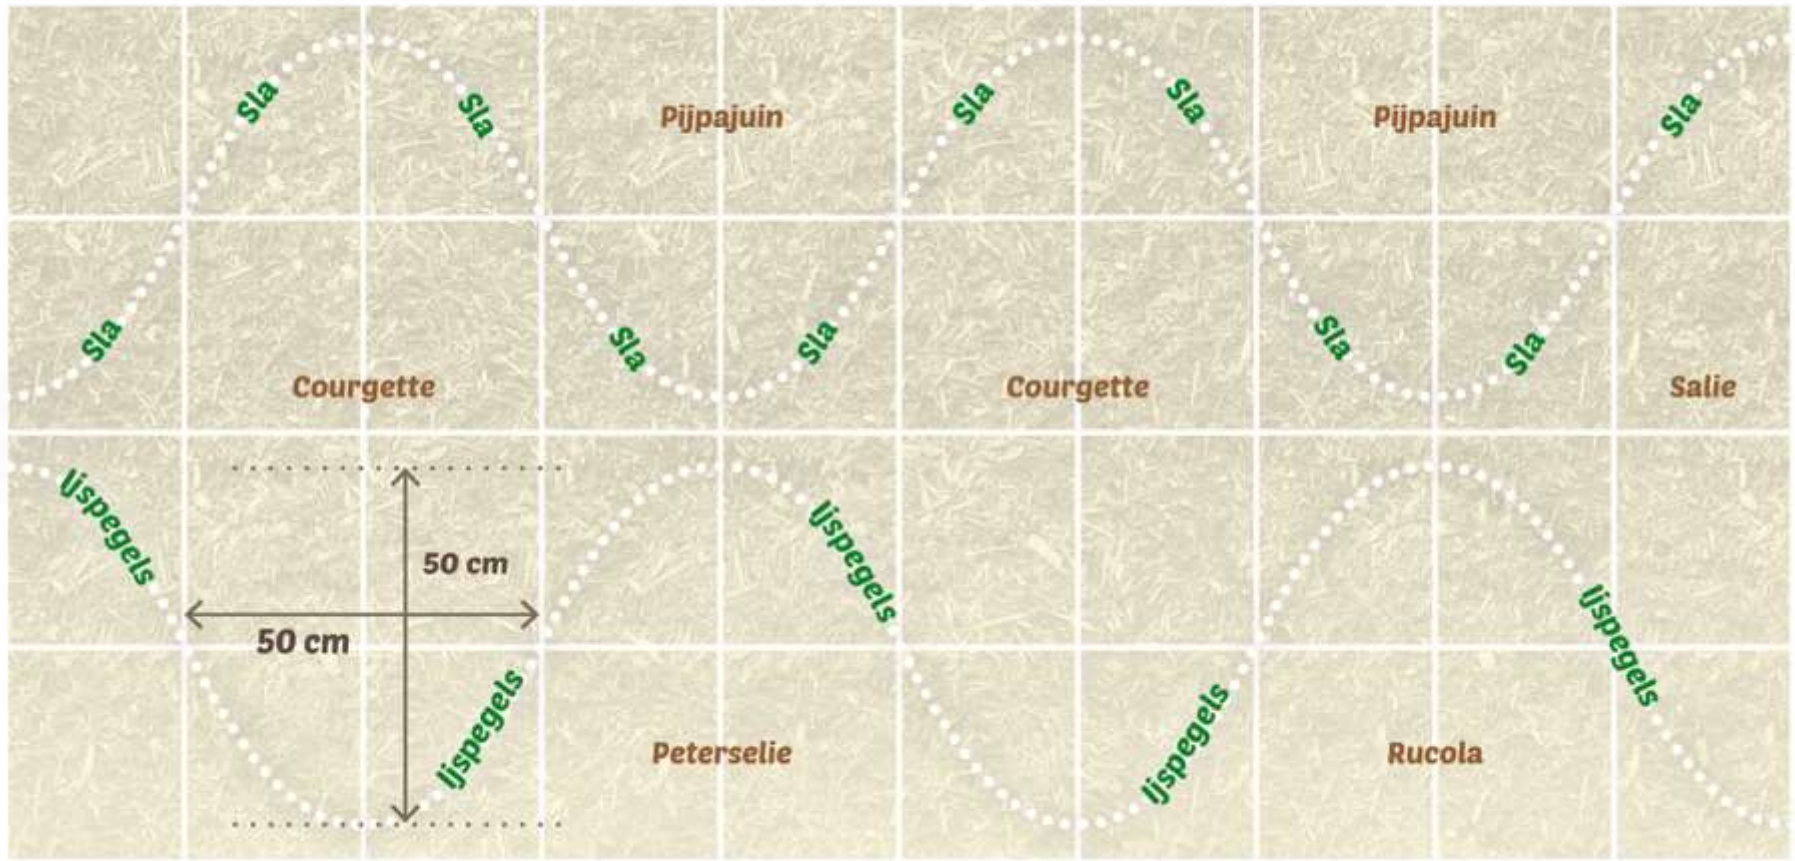 Sla
Sla
Pijpajuin
Sla
Sla
Pijpajuin
Sla
Sla
Courgette
Sla
Sla
Courgette
Sla
Sla
Salie
Ijspegels
50 cm
50 cm
Ijspegels
Ijspegels
Peterselie
Ijspegels
Rucola
Ijspegels